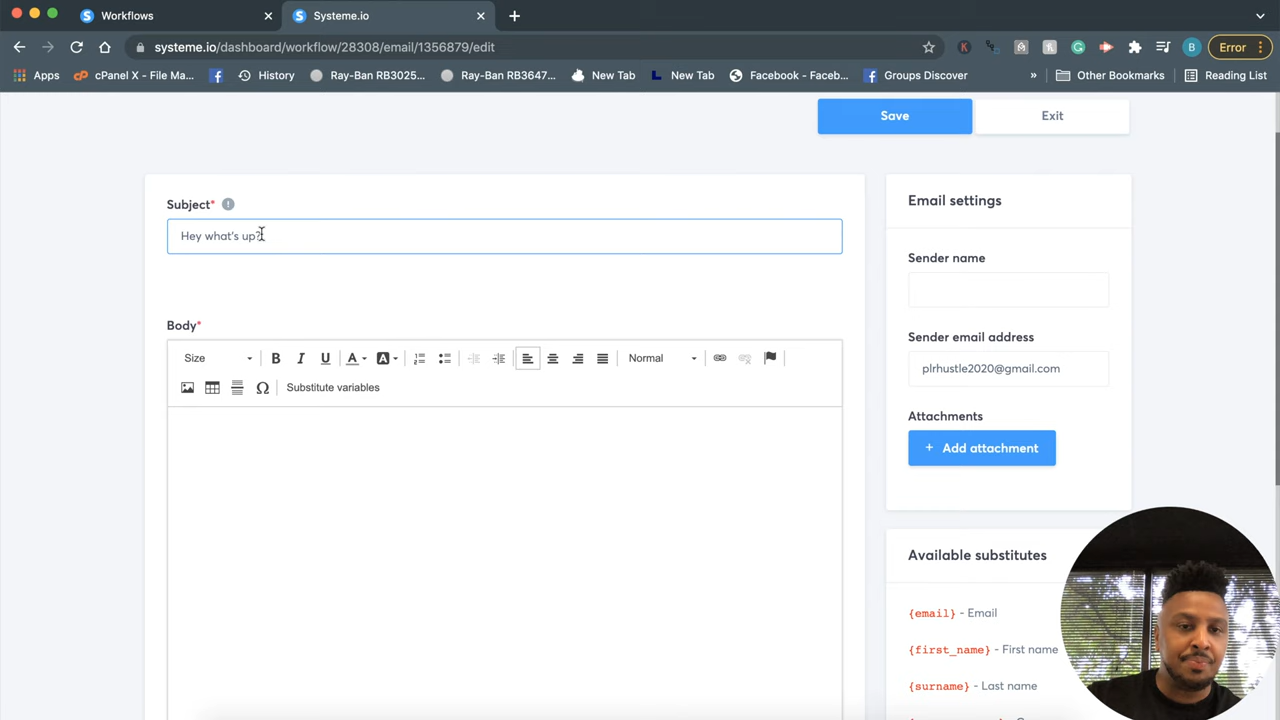 Workflows
Systeme.io
systeme.io/dashboard/workflow/28308/email/1356879/edit
B
Error
Apps
cPanel X - File Ma...
History
Ray-Ban RB3025...
Ray-Ban RB3647...
New Tab
New Tab
Facebook - Faceb...
Groups Discover
»
Other Bookmarks
Reading List
Save
Exit
Subject*
Hey what's up?
Body*
Size
B
I
U
A
A
Normal
Ω
Substitute variables
Email settings
Sender name
Sender email address
plrhustle2020@gmail.com
Attachments
+ Add attachment
Available substitutes
{email} - Email
{first_name} - First name
{surname} - Last name